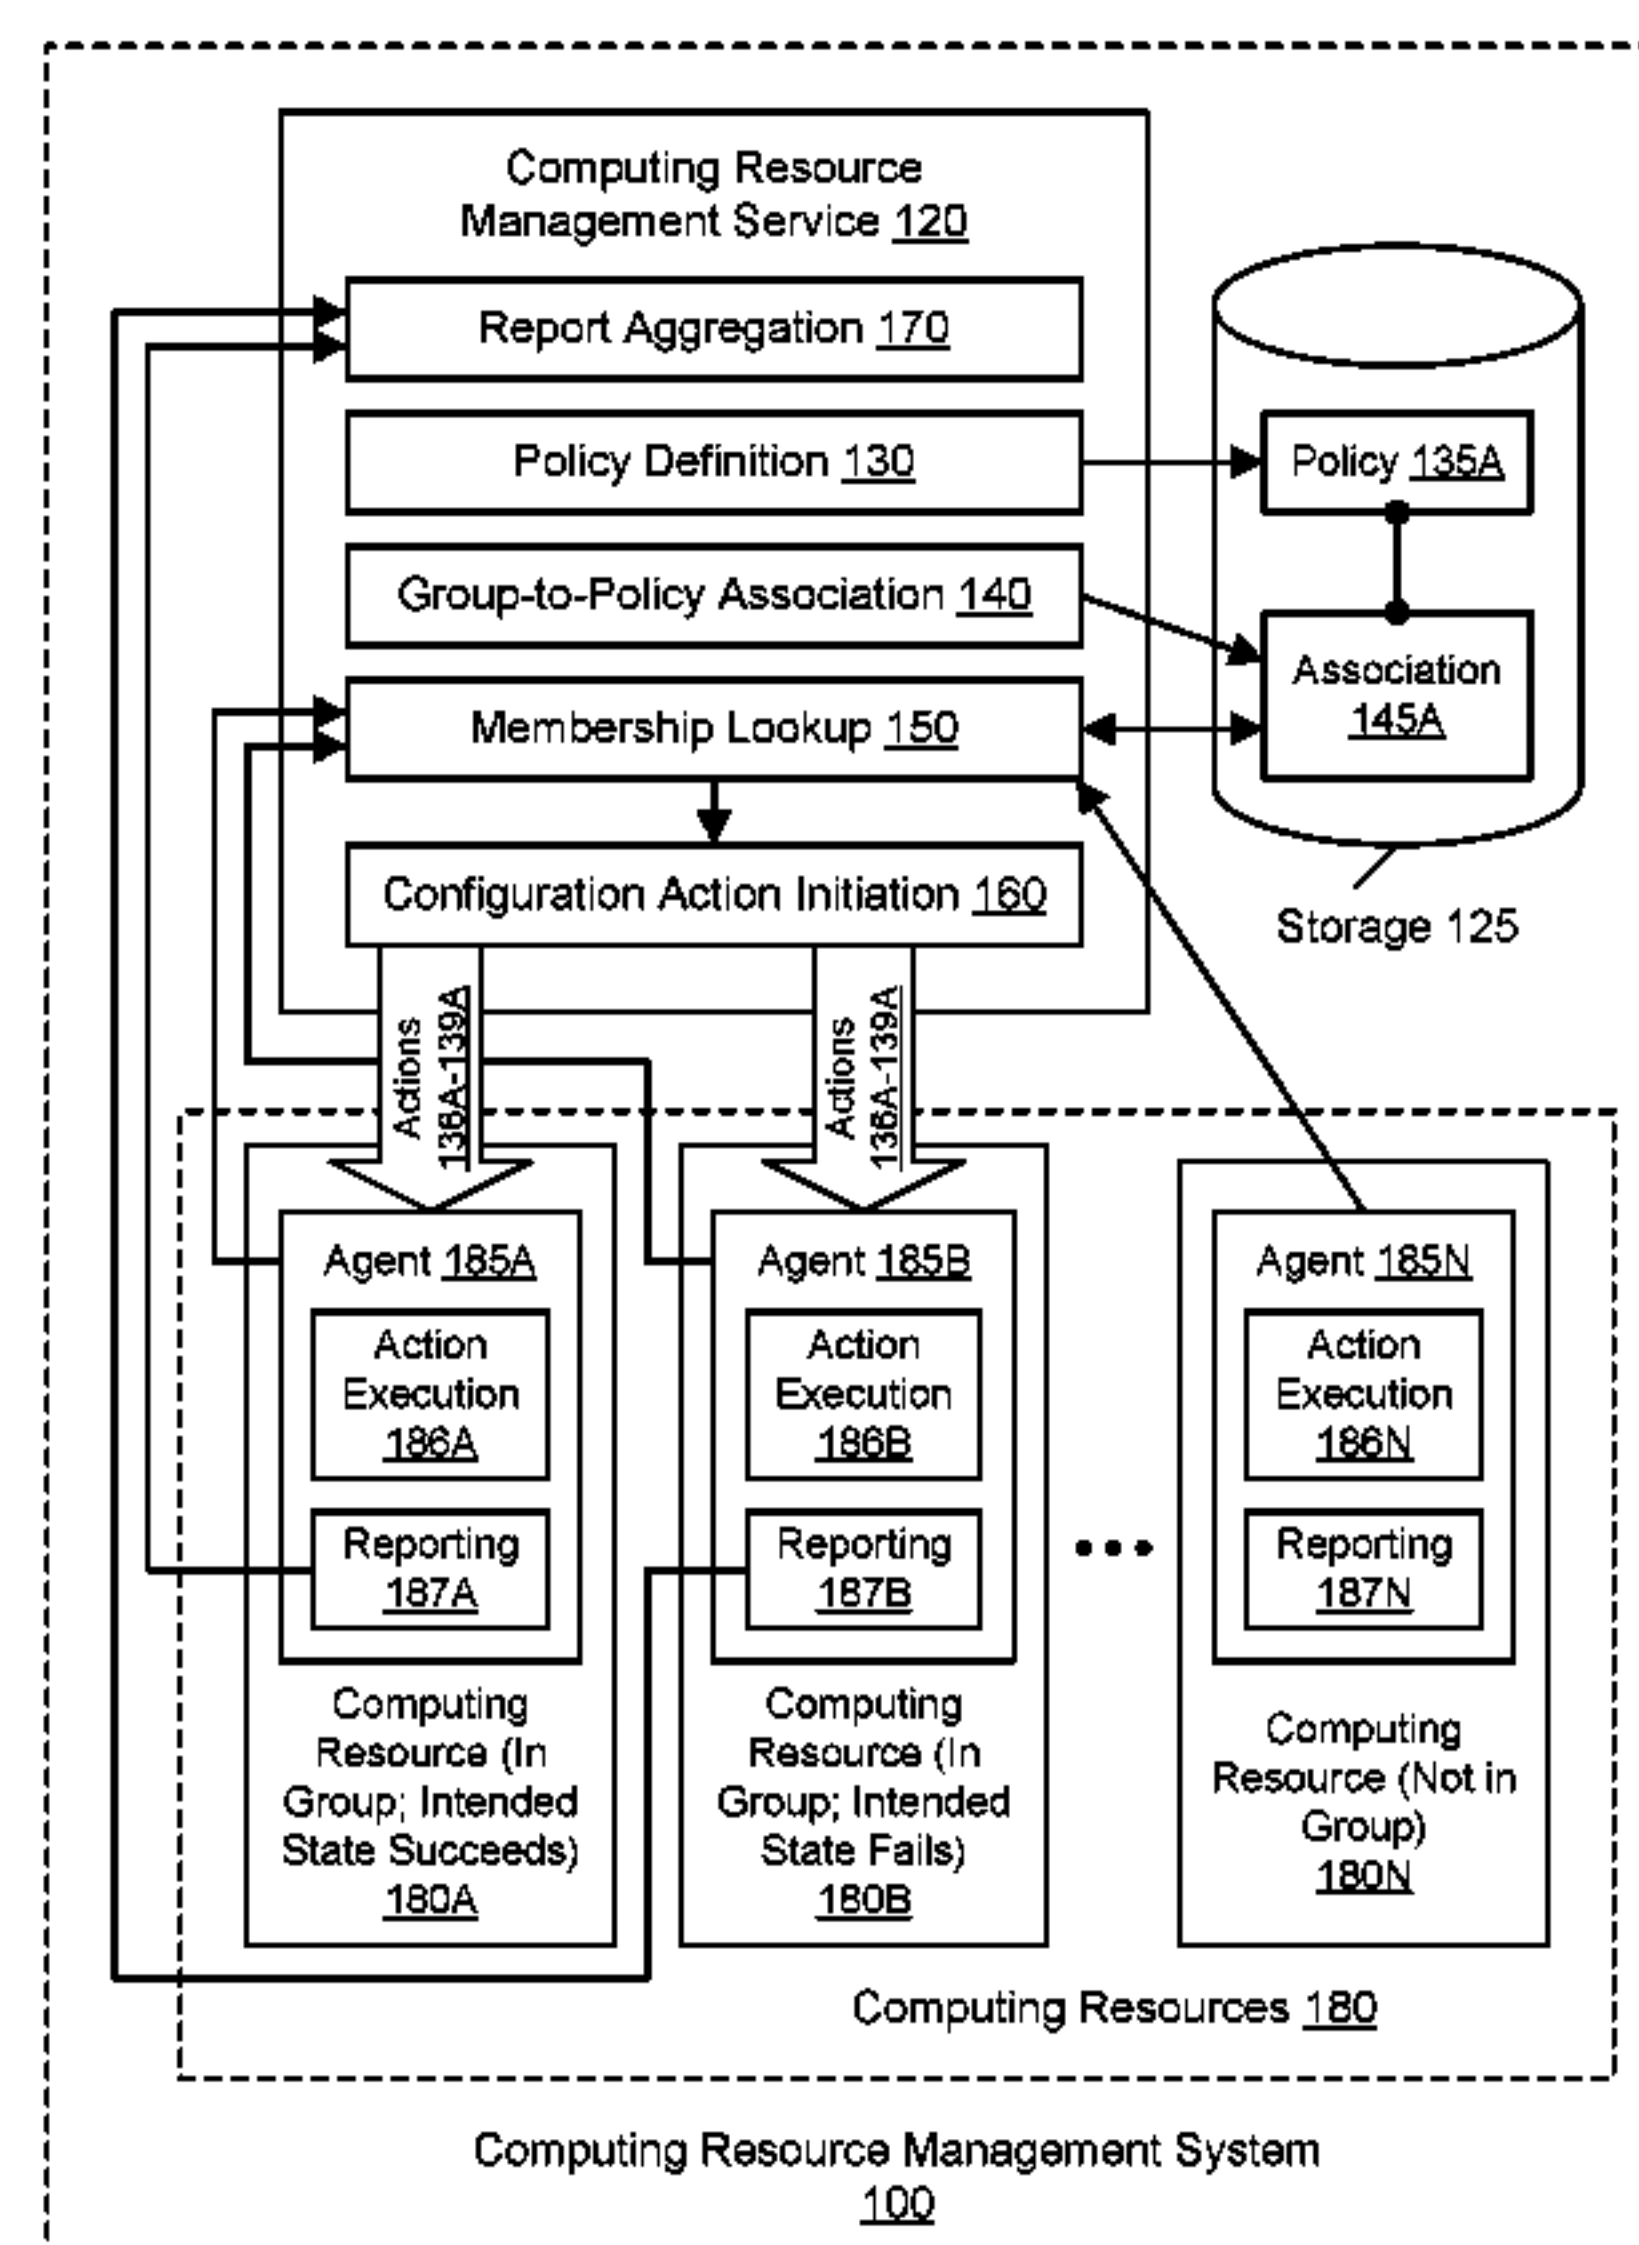 Computing Resource
Management Service 120
Report Aggregation 170
Policy Definition 130
Policy 135A
Group-to-Policy Association 140
Association
145A
Membership Lookup 150
Configuration Action Initiation 160
Storage 125
Actions
136A-139A
Actions
136A-139A
Agent 185A
Action
Execution
186A
Reporting
187A
Computing
Resource (In
Group; Intended
State Succeeds)
180A
Agent 185B
Action
Execution
186B
Reporting
187B
Computing
Resource (In
Group; Intended
State Fails)
180B
Agent 185N
Action
Execution
186N
Reporting
187N
Computing
Resource (Not in
Group)
180N
Computing Resources 180
Computing Resource Management System
100